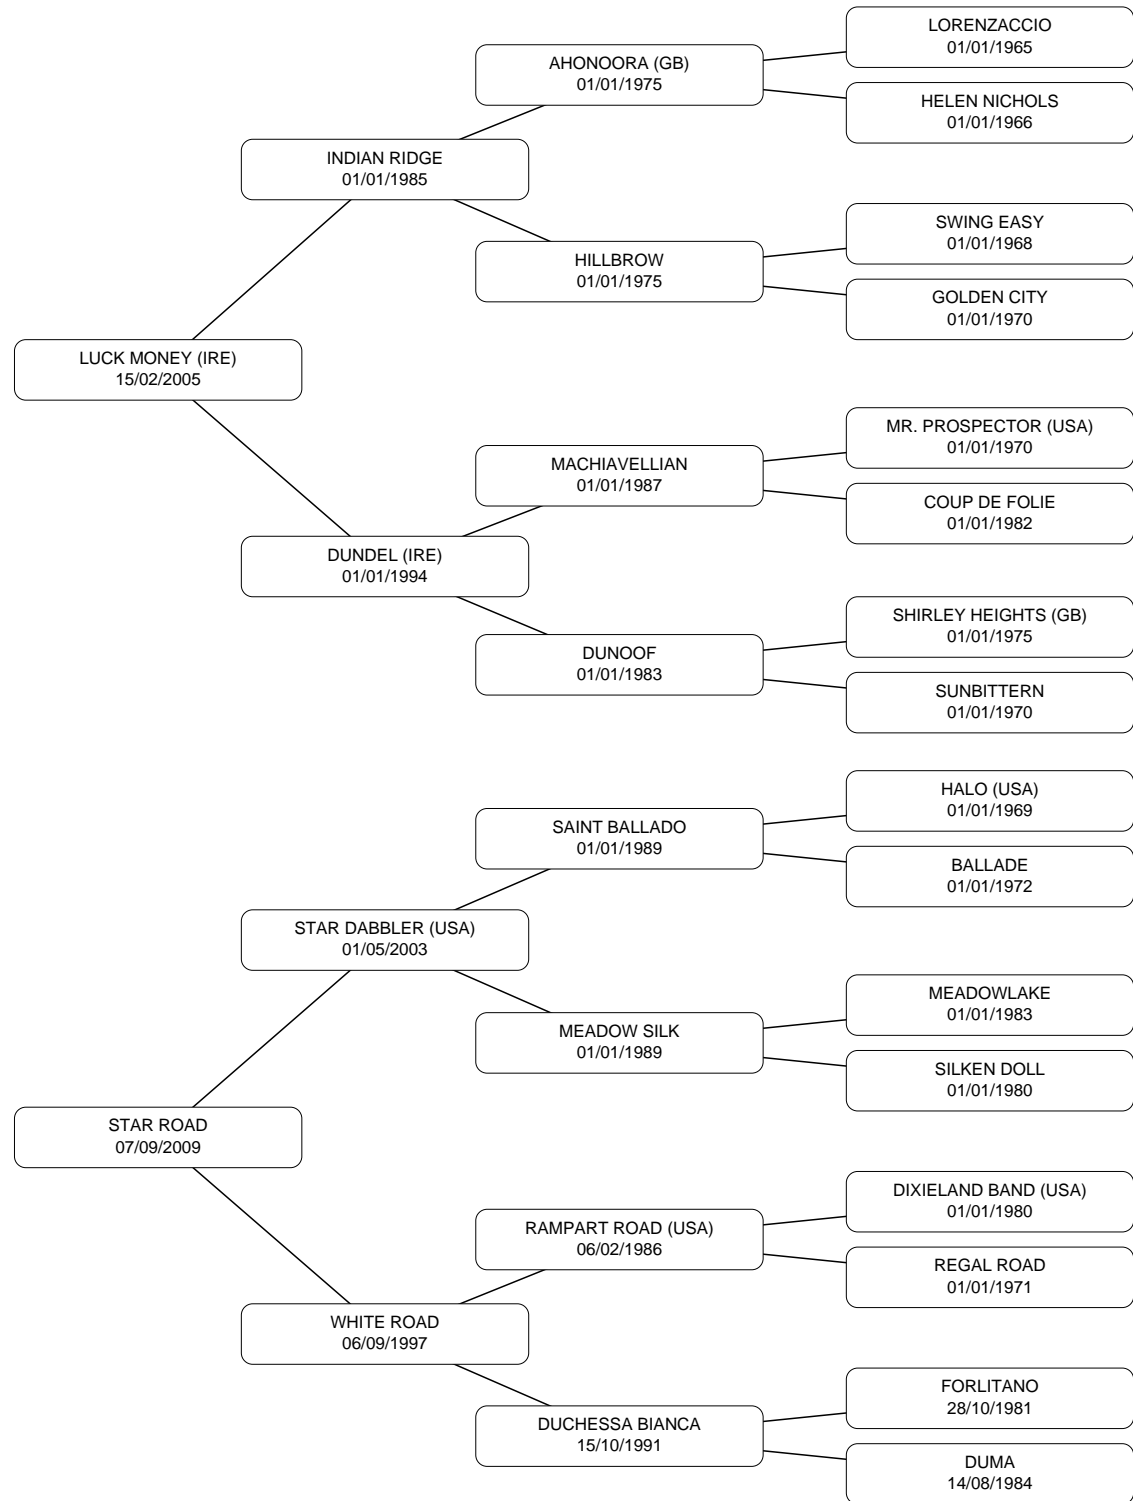 LORENZACCIO
01/01/1965
AHONOORA (GB)
01/01/1975
HELEN NICHOLS
01/01/1966
INDIAN RIDGE
01/01/1985
SWING EASY
01/01/1968
HILLBROW
01/01/1975
GOLDEN CITY
01/01/1970
LUCK MONEY (IRE)
15/02/2005
MR. PROSPECTOR (USA)
01/01/1970
MACHIAVELLIAN
01/01/1987
COUP DE FOLIE
01/01/1982
DUNDEL (IRE)
01/01/1994
SHIRLEY HEIGHTS (GB)
01/01/1975
DUNOOF
01/01/1983
SUNBITTERN
01/01/1970
HALO (USA)
01/01/1969
SAINT BALLADO
01/01/1989
BALLADE
01/01/1972
STAR DABBLER (USA)
01/05/2003
MEADOWLAKE
01/01/1983
MEADOW SILK
01/01/1989
SILKEN DOLL
01/01/1980
STAR ROAD
07/09/2009
DIXIELAND BAND (USA)
01/01/1980
RAMPART ROAD (USA)
06/02/1986
REGAL ROAD
01/01/1971
WHITE ROAD
06/09/1997
FORLITANO
28/10/1981
DUCHESSA BIANCA
15/10/1991
DUMA
14/08/1984